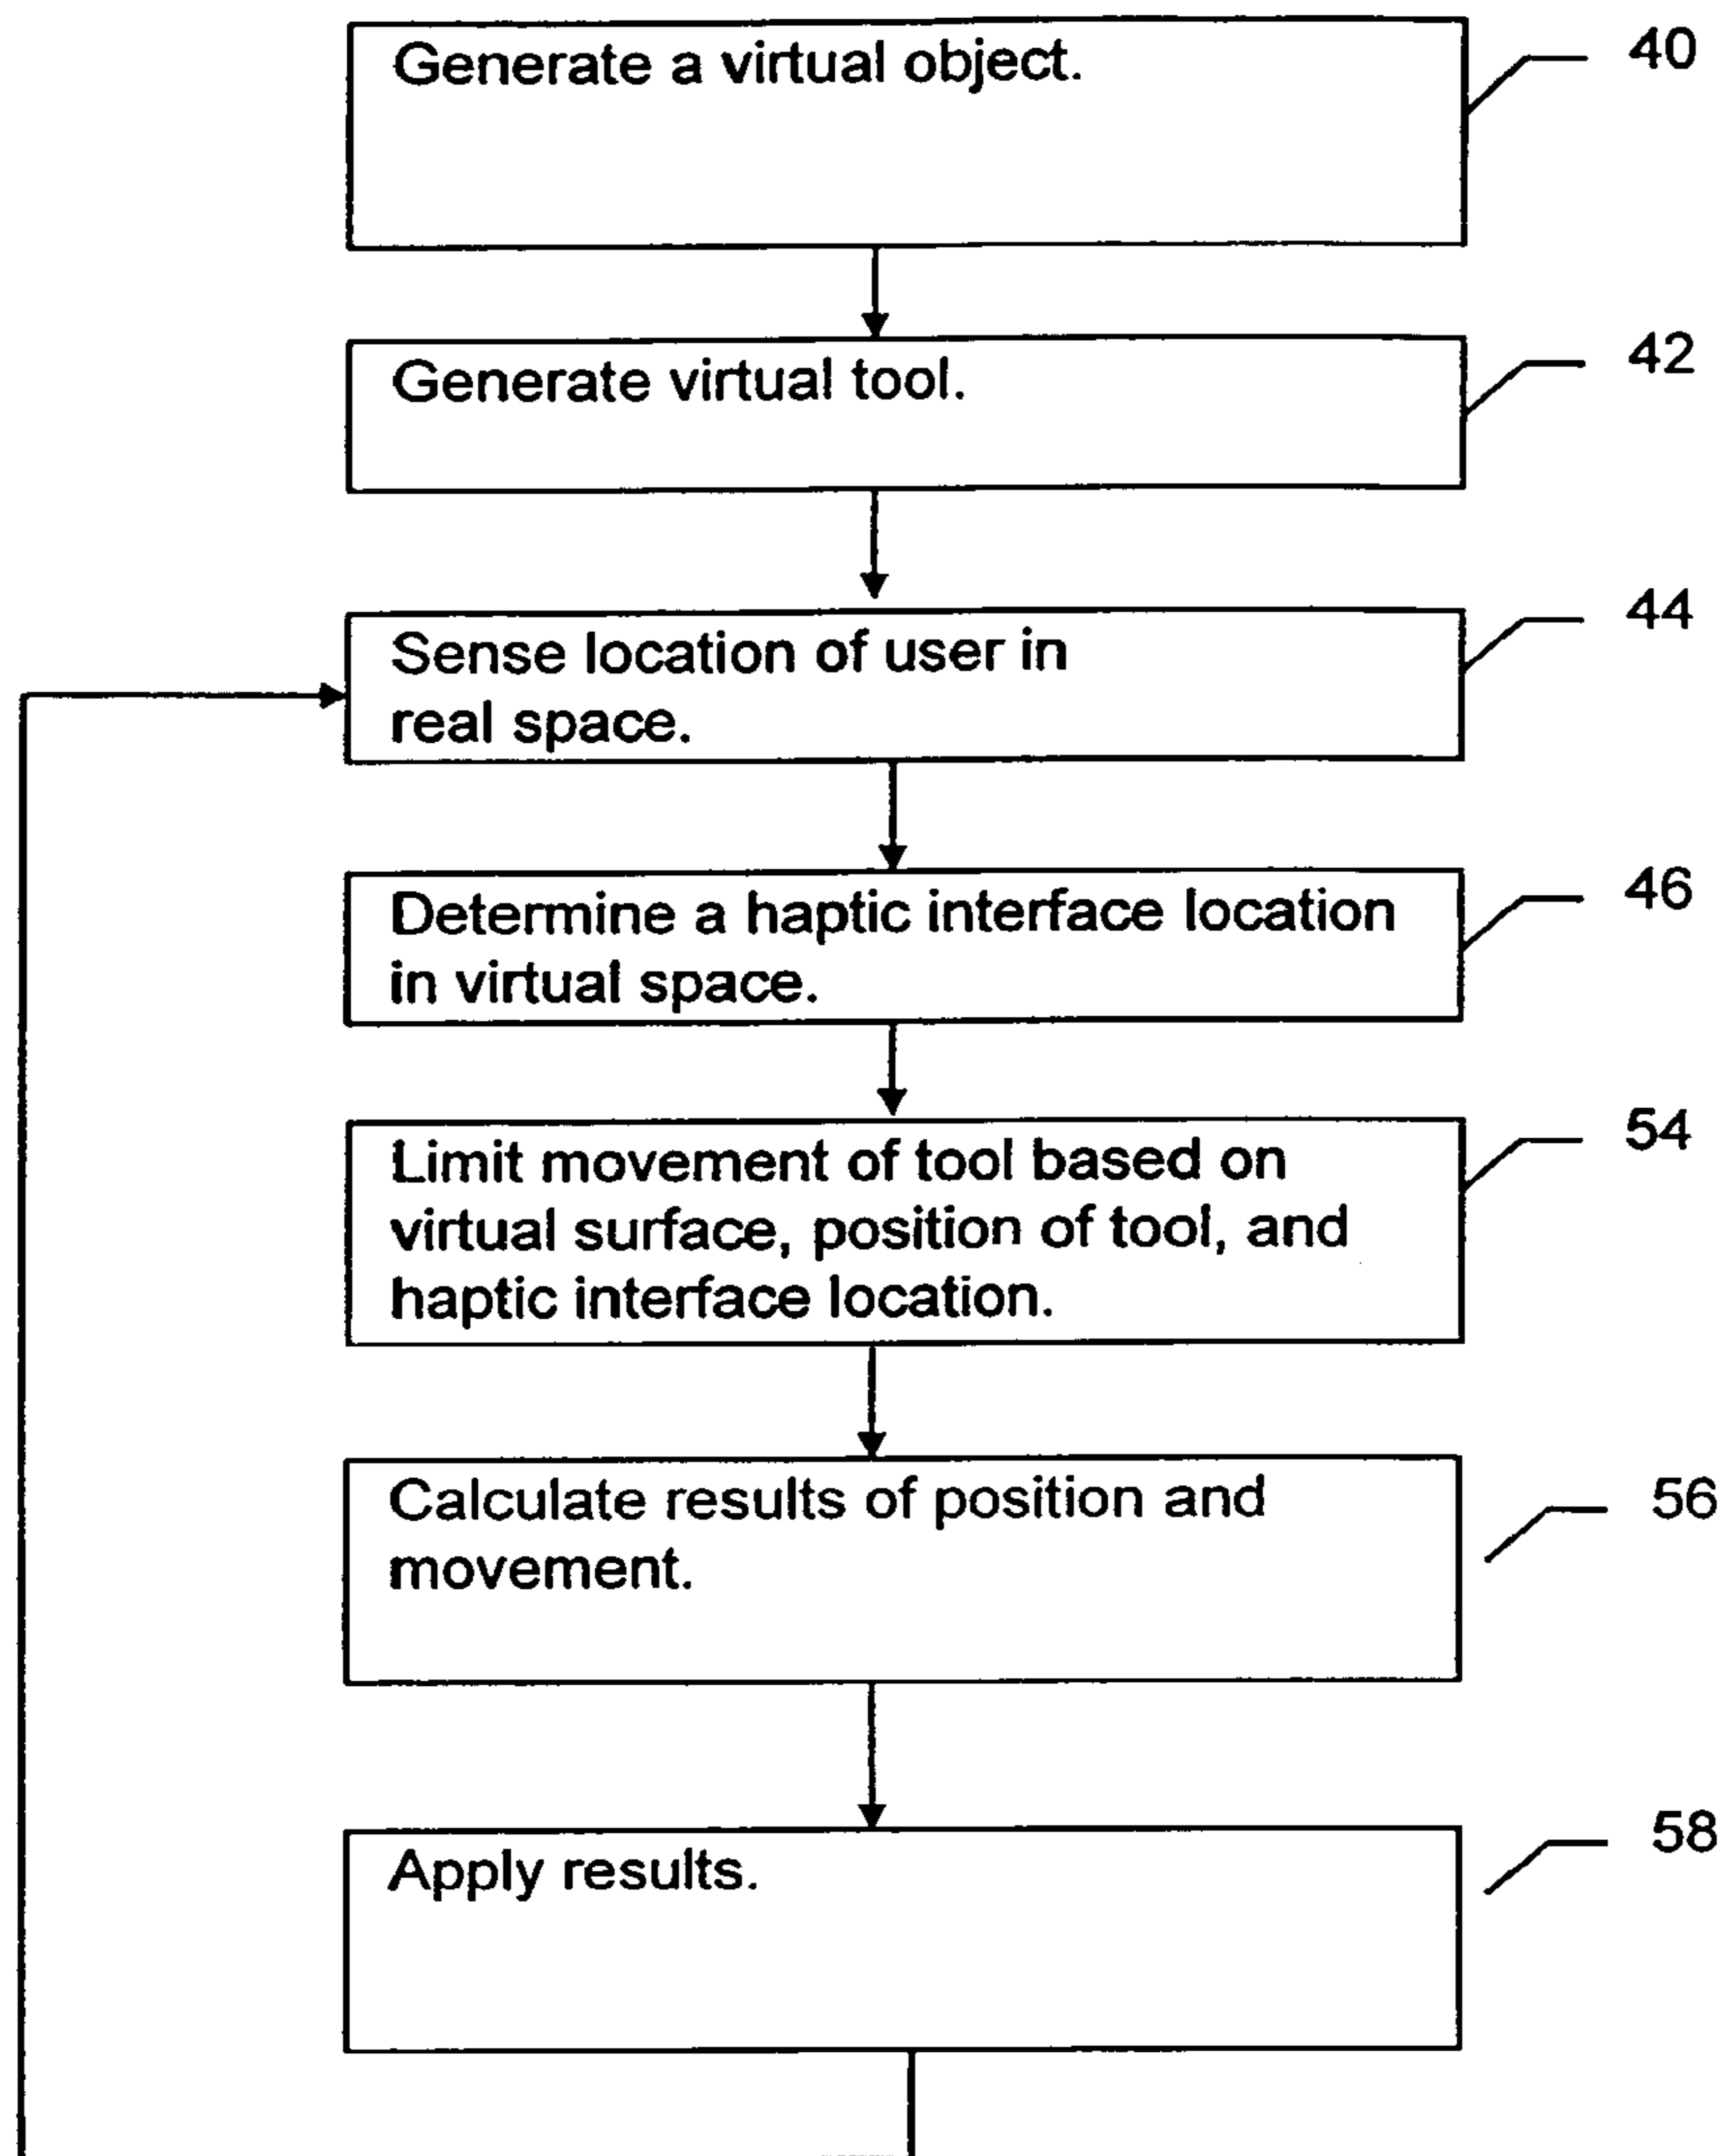 Generate a virtual object.
40
Generate virtual tool.
42
Sense location of user in
real space.
44
Determine a haptic interface location
in virtual space.
46
Limit movement of tool based on
virtual surface, position of tool, and
haptic interface location.
54
Calculate results of position and
movement.
56
Apply results.
58